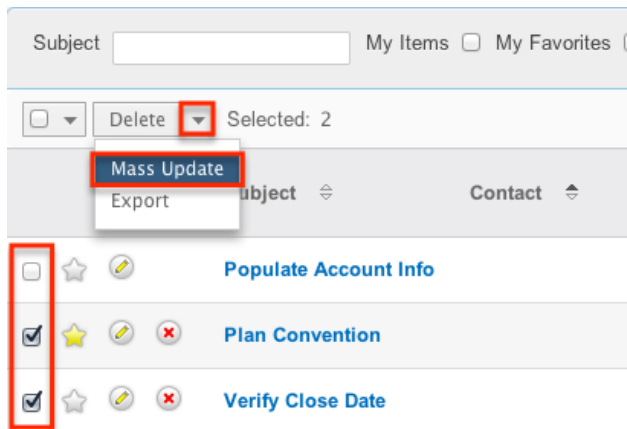 Subject My Items My Favorites
Delete Selected: 2
Mass Update
Export
ubject Contact
Populate Account Info
Plan Convention
Verify Close Date